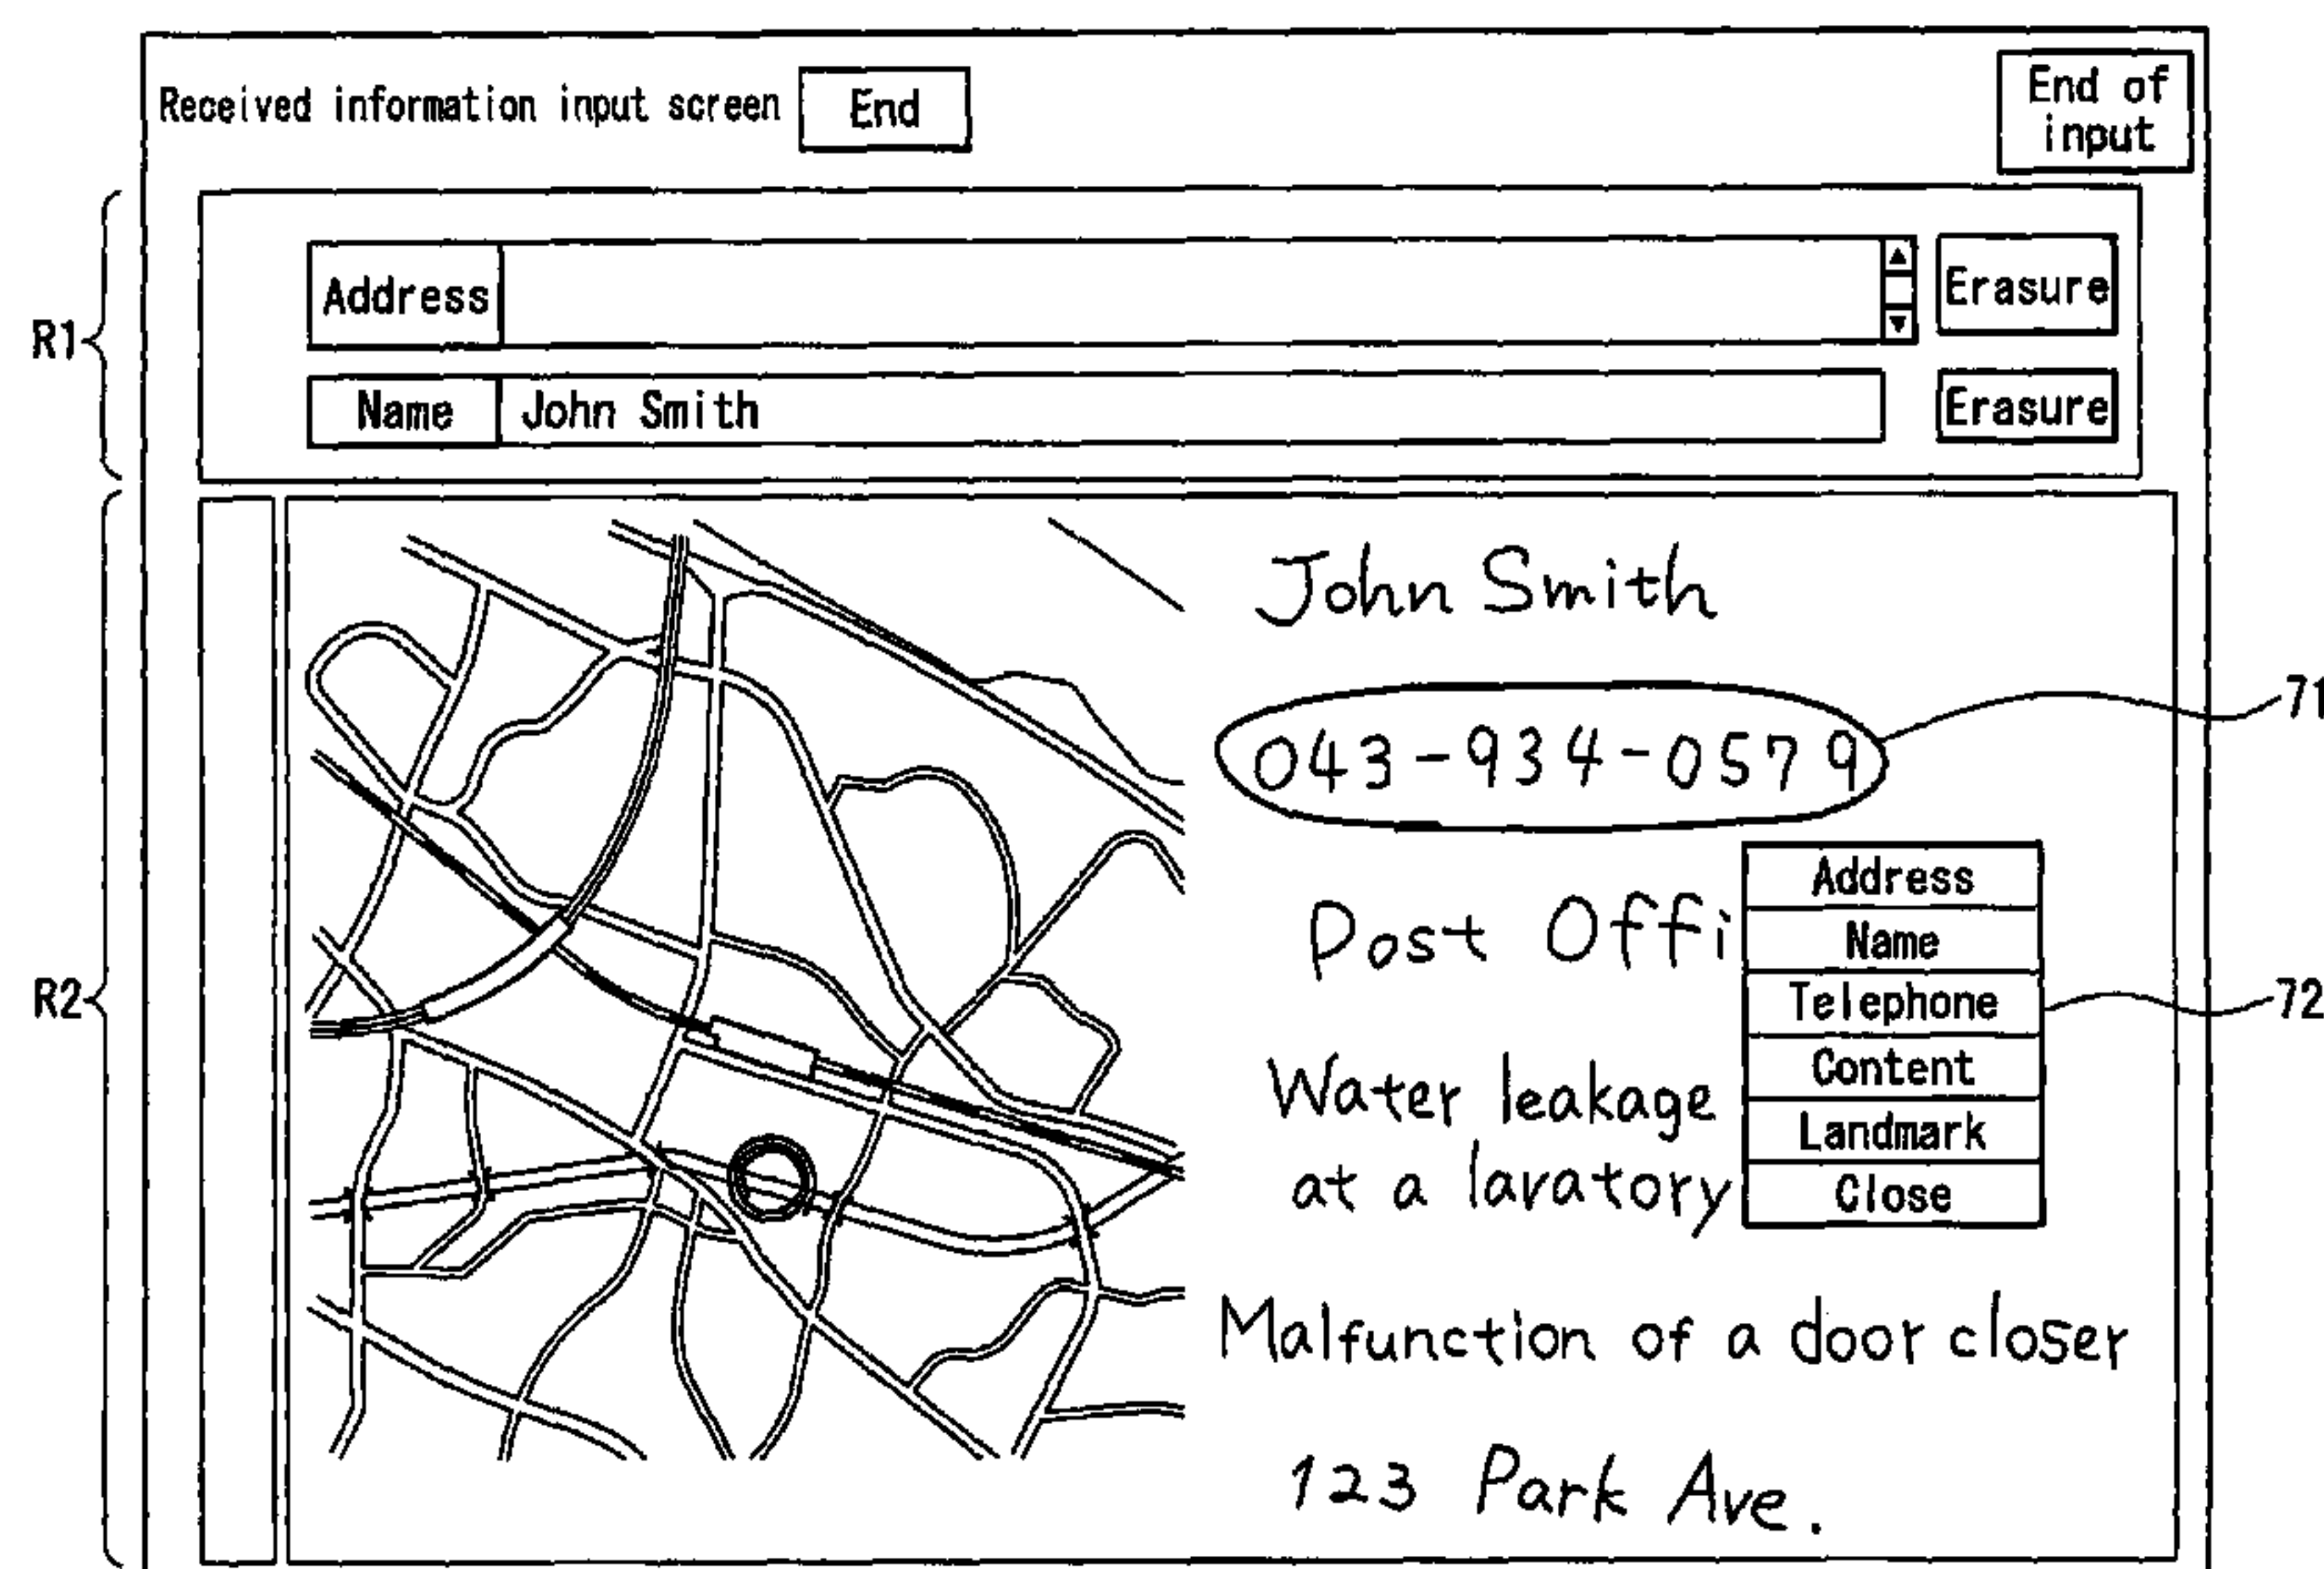 Received information input screen End
End of
input
R1
Address
Erasure
Name John Smith Erasure
R2
John Smith
043-934-0579
71
Post Offi
Address
Name
Telephone
72
Content
Landmark
Close
Water leakage
at a lavatory
Malfunction of a door closer
123 Park Ave.